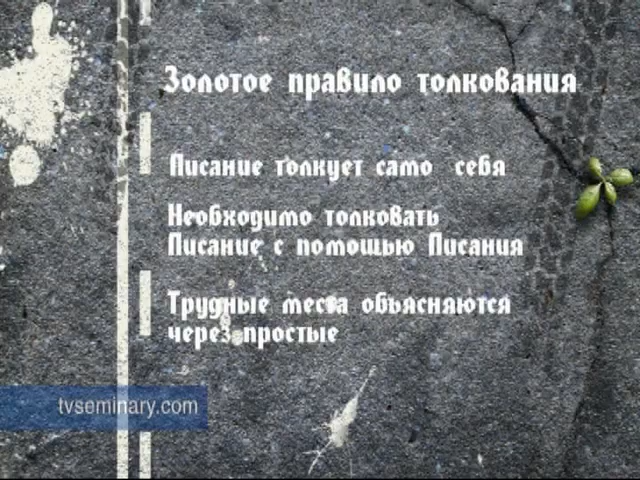 Золотое правило толкования
Писание толкует само себя
Необходимо толковать
Писание с помощью Писания
Трудные места объясняются
через простые
tvseminary.com